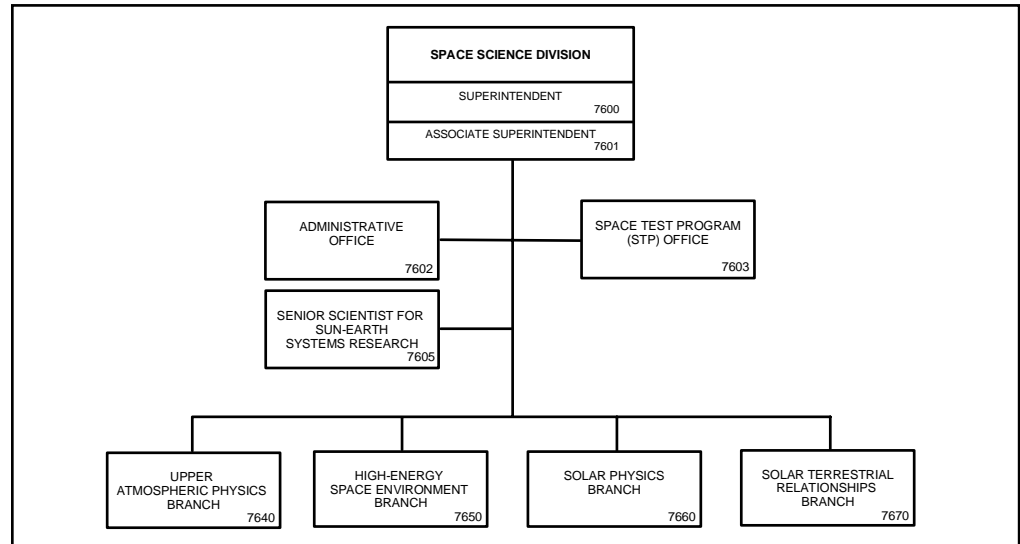 SPACE SCIENCE DIVISION
SUPERINTENDENT
7600
ASSOCIATE SUPERINTENDENT
7601
ADMINISTRATIVE
OFFICE
7602
SPACE TEST PROGRAM
(STP) OFFICE
7603
SENIOR SCIENTIST FOR
SUN-EARTH
SYSTEMS RESEARCH
7605
UPPER
ATMOSPHERIC PHYSICS
BRANCH
7640
HIGH-ENERGY
SPACE ENVIRONMENT
BRANCH
7650
SOLAR PHYSICS
BRANCH
7660
SOLAR TERRESTRIAL
RELATIONSHIPS
BRANCH
7670